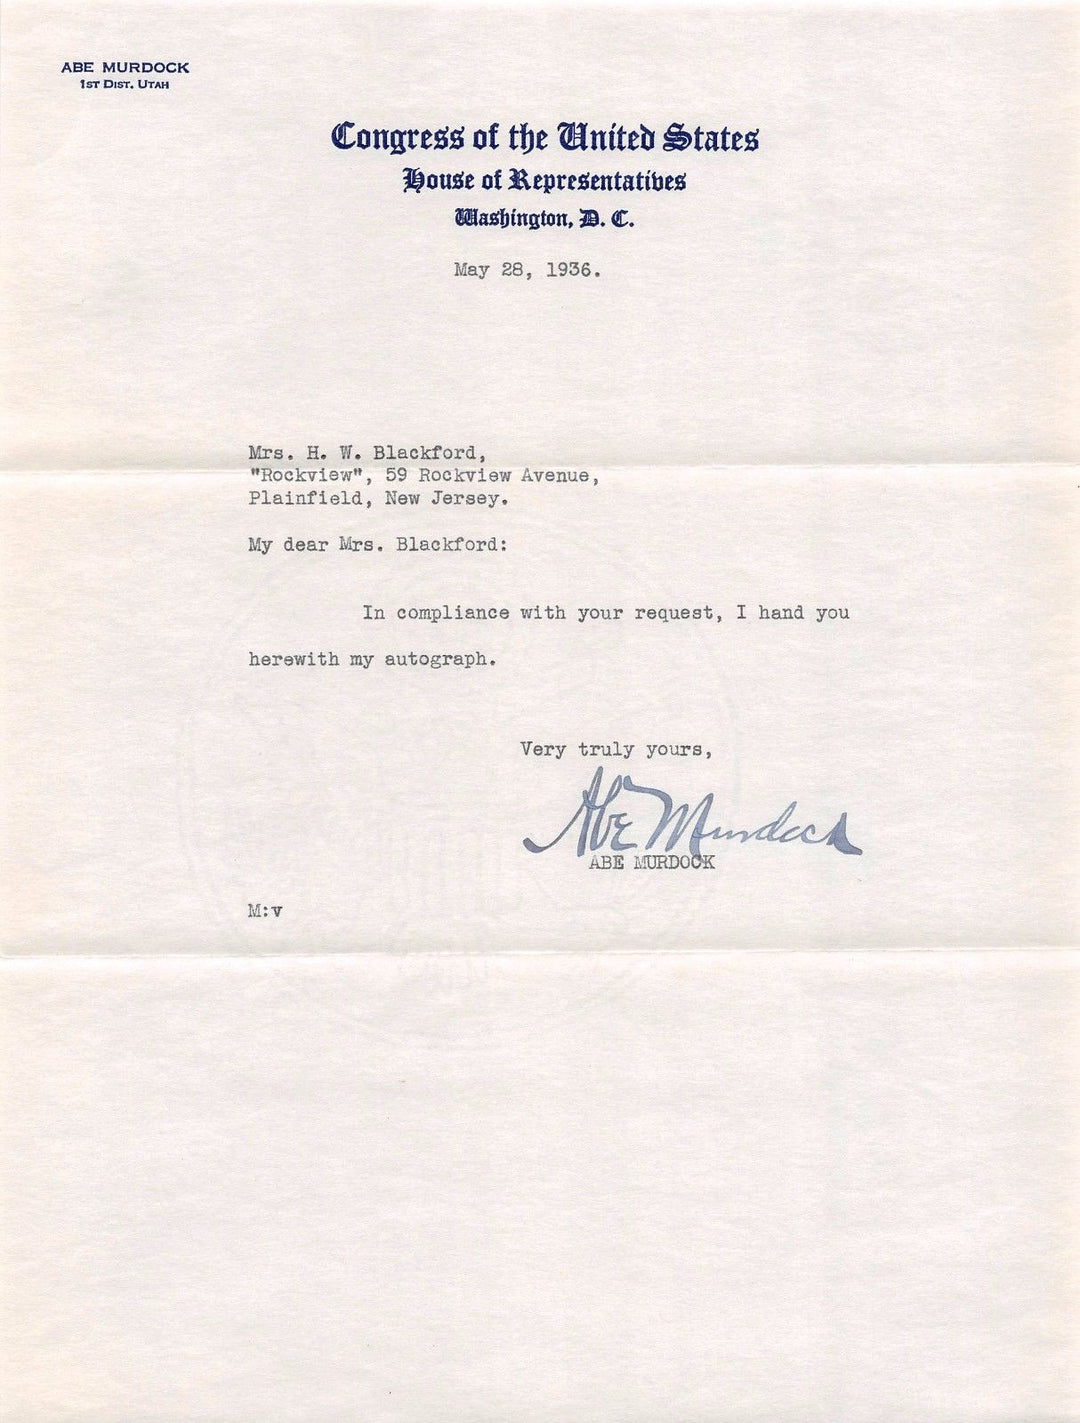 ABE MURDOCK
1ST DIST. UTAH
Congress of the United States
House of Representatives
Washington, D. C.
May 28, 1936.
Mrs. H. W. Blackford,
"Rockview", 59 Rockview Avenue,
Plainfield, New Jersey.
My dear Mrs. Blackford:
In compliance with your request, I hand you
herewith my autograph.
Very truly yours,
Abe Murdock
ABE MURDOCK
M:v